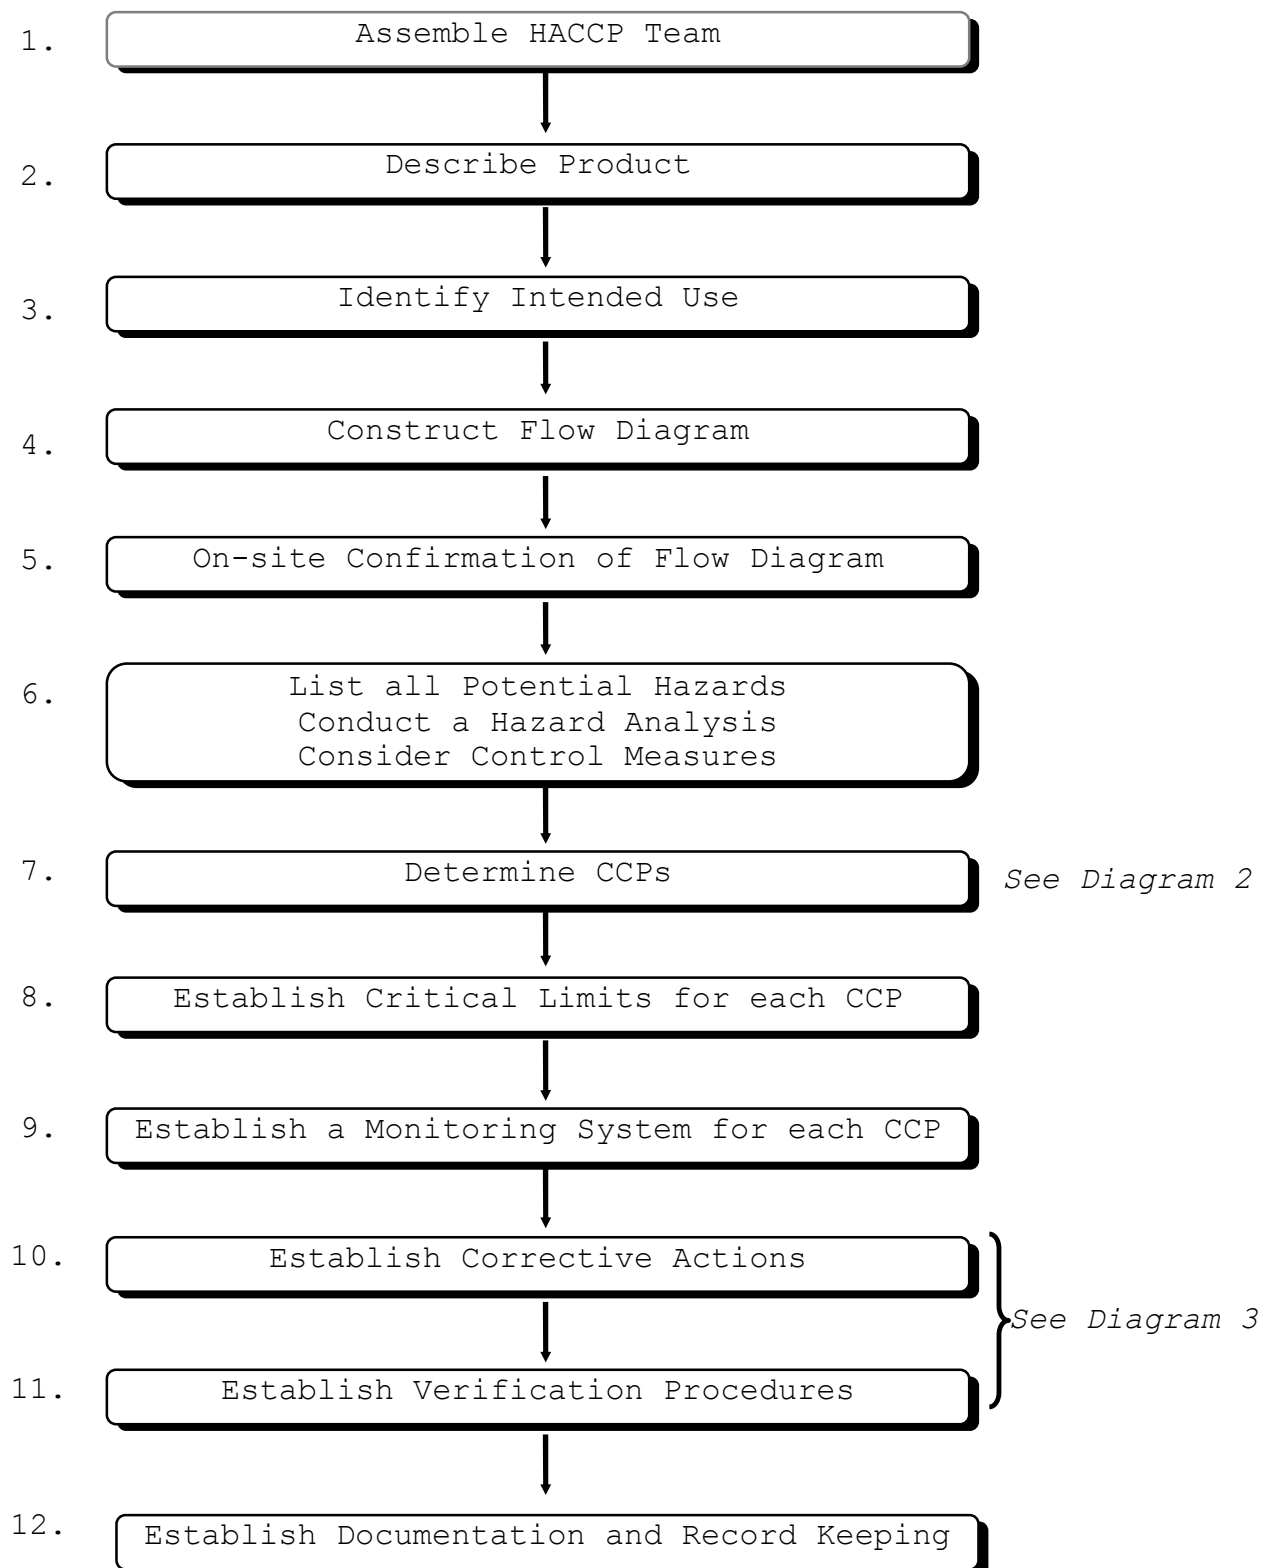 1. Assemble HACCP Team
2. Describe Product
3. Identify Intended Use
4. Construct Flow Diagram
5. On-site Confirmation of Flow Diagram
6. List all Potential Hazards
Conduct a Hazard Analysis
Consider Control Measures
7. Determine CCPs See Diagram 2
8. Establish Critical Limits for each CCP
9. Establish a Monitoring System for each CCP
10. Establish Corrective Actions
See Diagram 3
11. Establish Verification Procedures
12. Establish Documentation and Record Keeping